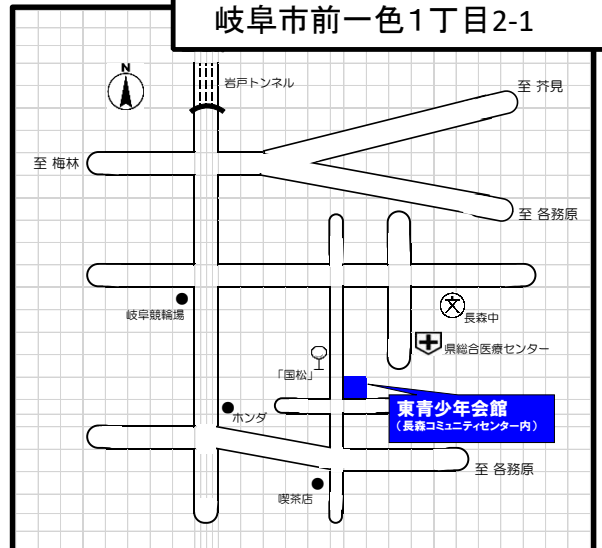 岐阜市前一色1丁目2-1
N
岩戸トンネル
至 芥見
至 梅林
至 各務原
岐阜競輪場
文
長森中
県総合医療センター
「国松」
東青少年会館
(長森コミュニティセンター内)
ホンダ
至 各務原
喫茶店